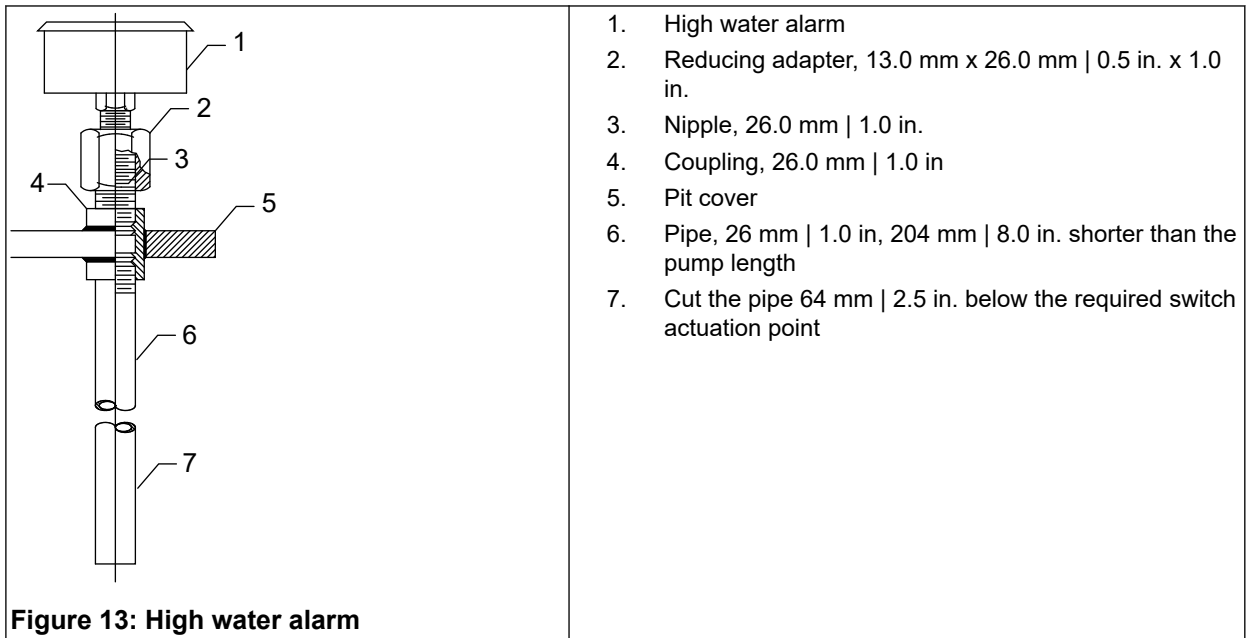 1
2
3
4
5
6
7
Figure 13: High water alarm
1. High water alarm
2. Reducing adapter, 13.0 mm x 26.0 mm | 0.5 in. x 1.0
in.
3. Nipple, 26.0 mm | 1.0 in.
4. Coupling, 26.0 mm | 1.0 in
5. Pit cover
6. Pipe, 26 mm | 1.0 in, 204 mm | 8.0 in. shorter than the
pump length
7. Cut the pipe 64 mm | 2.5 in. below the required switch
actuation point